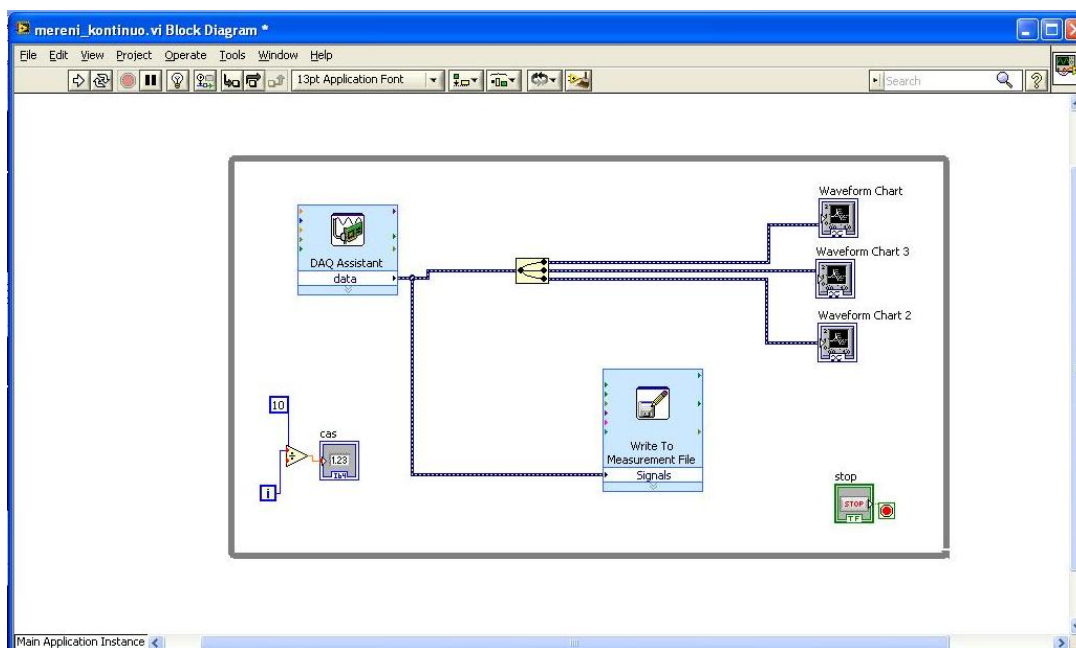 mereni_kontinuo.vi Block Diagram *
File Edit View Project Operate Tools Window Help
13pt Application Font
Search
?
Waveform Chart
DAQ Assistant
data
Waveform Chart 3
Waveform Chart 2
10
cas
1.23
i
Write To
Measurement File
Signals
stop
STOP
TF
Main Application Instance